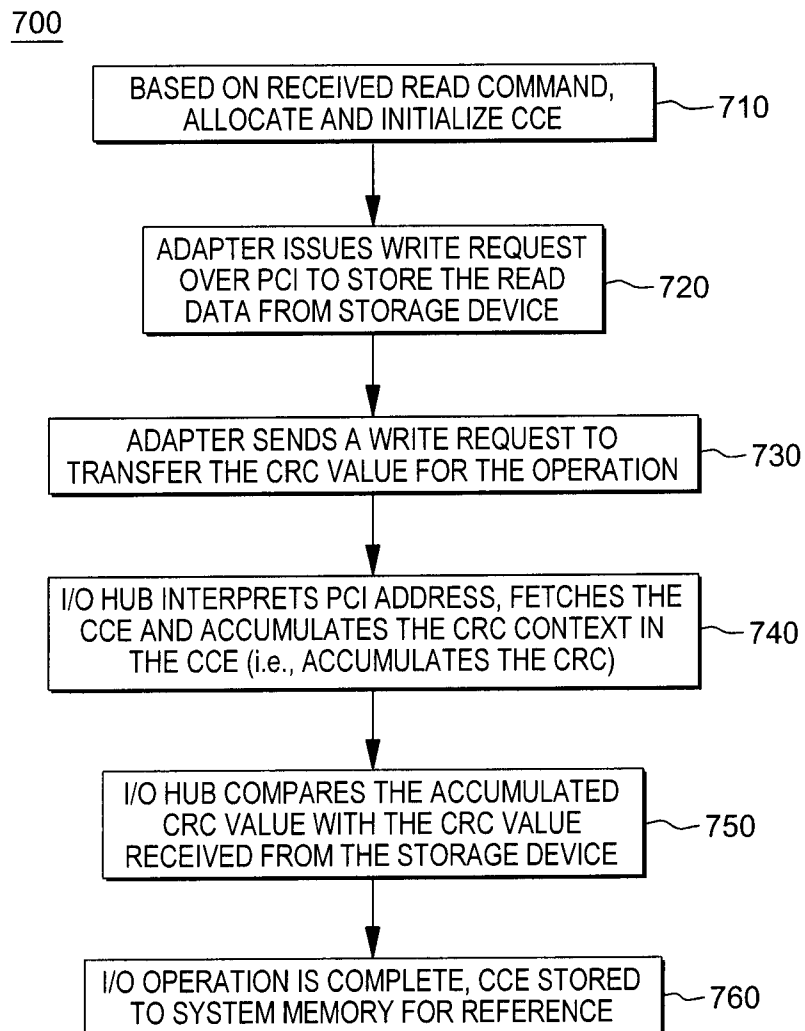 700
BASED ON RECEIVED READ COMMAND,
ALLOCATE AND INITIALIZE CCE
710
ADAPTER ISSUES WRITE REQUEST
OVER PCI TO STORE THE READ
DATA FROM STORAGE DEVICE
720
ADAPTER SENDS A WRITE REQUEST TO
TRANSFER THE CRC VALUE FOR THE OPERATION
730
I/O HUB INTERPRETS PCI ADDRESS, FETCHES THE
CCE AND ACCUMULATES THE CRC CONTEXT IN
THE CCE (i.e., ACCUMULATES THE CRC)
740
I/O HUB COMPARES THE ACCUMULATED
CRC VALUE WITH THE CRC VALUE
RECEIVED FROM THE STORAGE DEVICE
750
I/O OPERATION IS COMPLETE, CCE STORED
TO SYSTEM MEMORY FOR REFERENCE
760